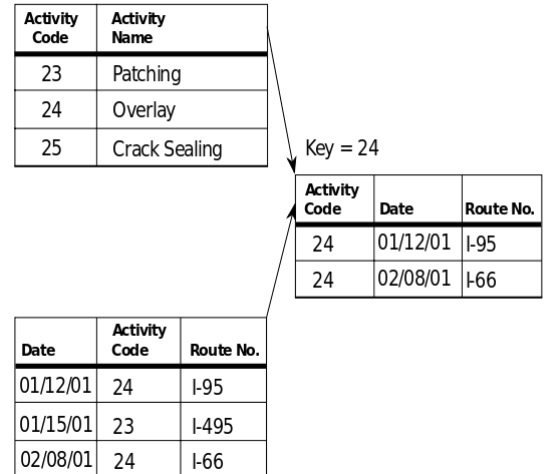 Activity Code Activity Name
23 Patching
24 Overlay
25 Crack Sealing
Key = 24
Activity Code Date Route No.
24 01/12/01 I-95
24 02/08/01 I-66
Date Activity Code Route No.
01/12/01 24 I-95
01/15/01 23 I-495
02/08/01 24 I-66